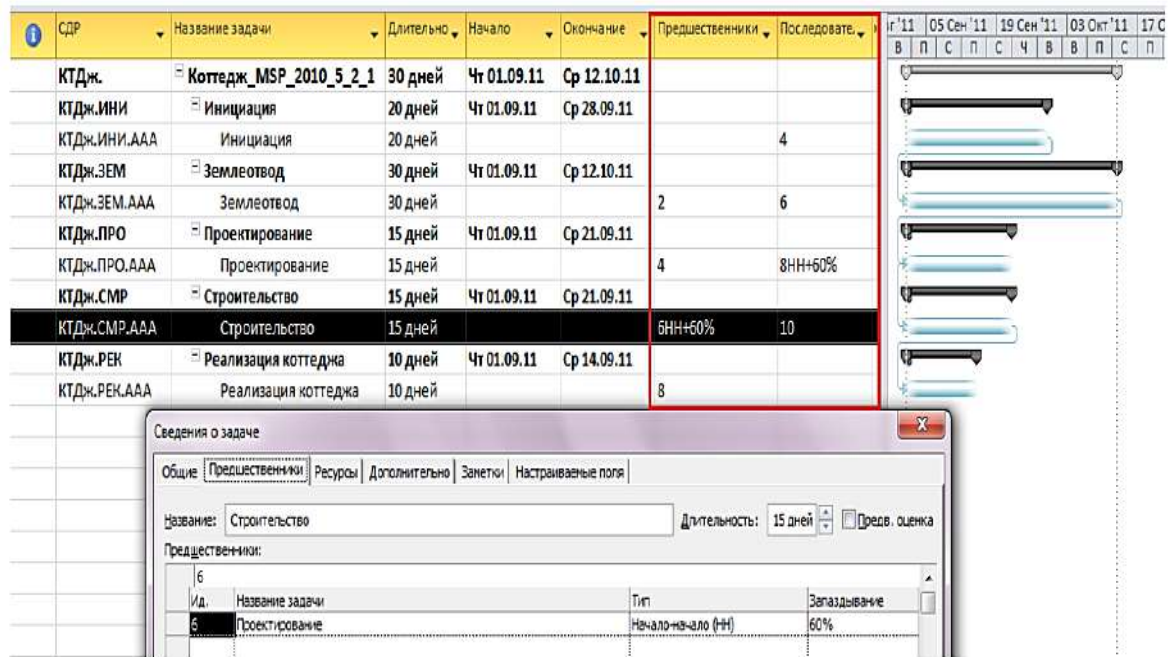 СДР Название задачи Длительно Начало Окончание Предшественники Последовате. 05 Сен '11 19 Сен '11 03 Окт '11
В П С П С Ч В В П С П
КТДж. Коттедж_MSP_2010_5_2_1 30 дней Чт 01.09.11 Ср 12.10.11
КТДж.ИНИ Инициация 20 дней Чт 01.09.11 Ср 28.09.11
КТДж.ИНИ.ААА Инициация 20 дней 4
КТДж.ЗЕМ Землеотвод 30 дней Чт 01.09.11 Ср 12.10.11
КТДж.ЗЕМ.ААА Землеотвод 30 дней 2 6
КТДж.ПРО Проектирование 15 дней Чт 01.09.11 Ср 21.09.11
КТДж.ПРО.ААА Проектирование 15 дней 4 8НН+60%
КТДж.СМР Строительство 15 дней Чт 01.09.11 Ср 21.09.11
КТДж.СМР.ААА Строительство 15 дней 6НН+60% 10
КТДж.РЕК Реализация коттеджа 10 дней Чт 01.09.11 Ср 14.09.11
КТДж.РЕК.ААА Реализация коттеджа 10 дней 8
Сведения о задаче
Общие Предшественники Ресурсы Дополнительно Заметки Настраиваемые поля
Название: Строительство Длительность: 15 дней Предв. оценка
Предшественники:
6
Ид. Название задачи Тип Запаздывание
6 Проектирование Начало-начало (НН) 60%